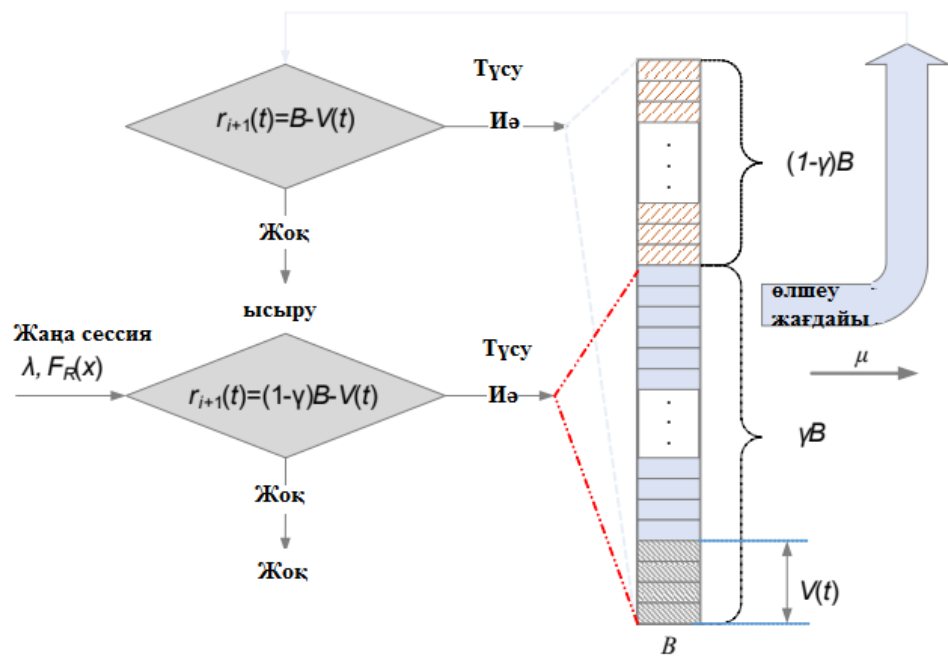 Түсу
r_{i+1}(t)=B-V(t)
Иә
(1-γ)B
Жоқ
ысыру
өлшеу
жағдайы
Жаңа сессия
λ, F_R(x)
Түсу
r_{i+1}(t)=(1-γ)B-V(t)
Иә
μ
γB
Жоқ
Жоқ
V(t)
B